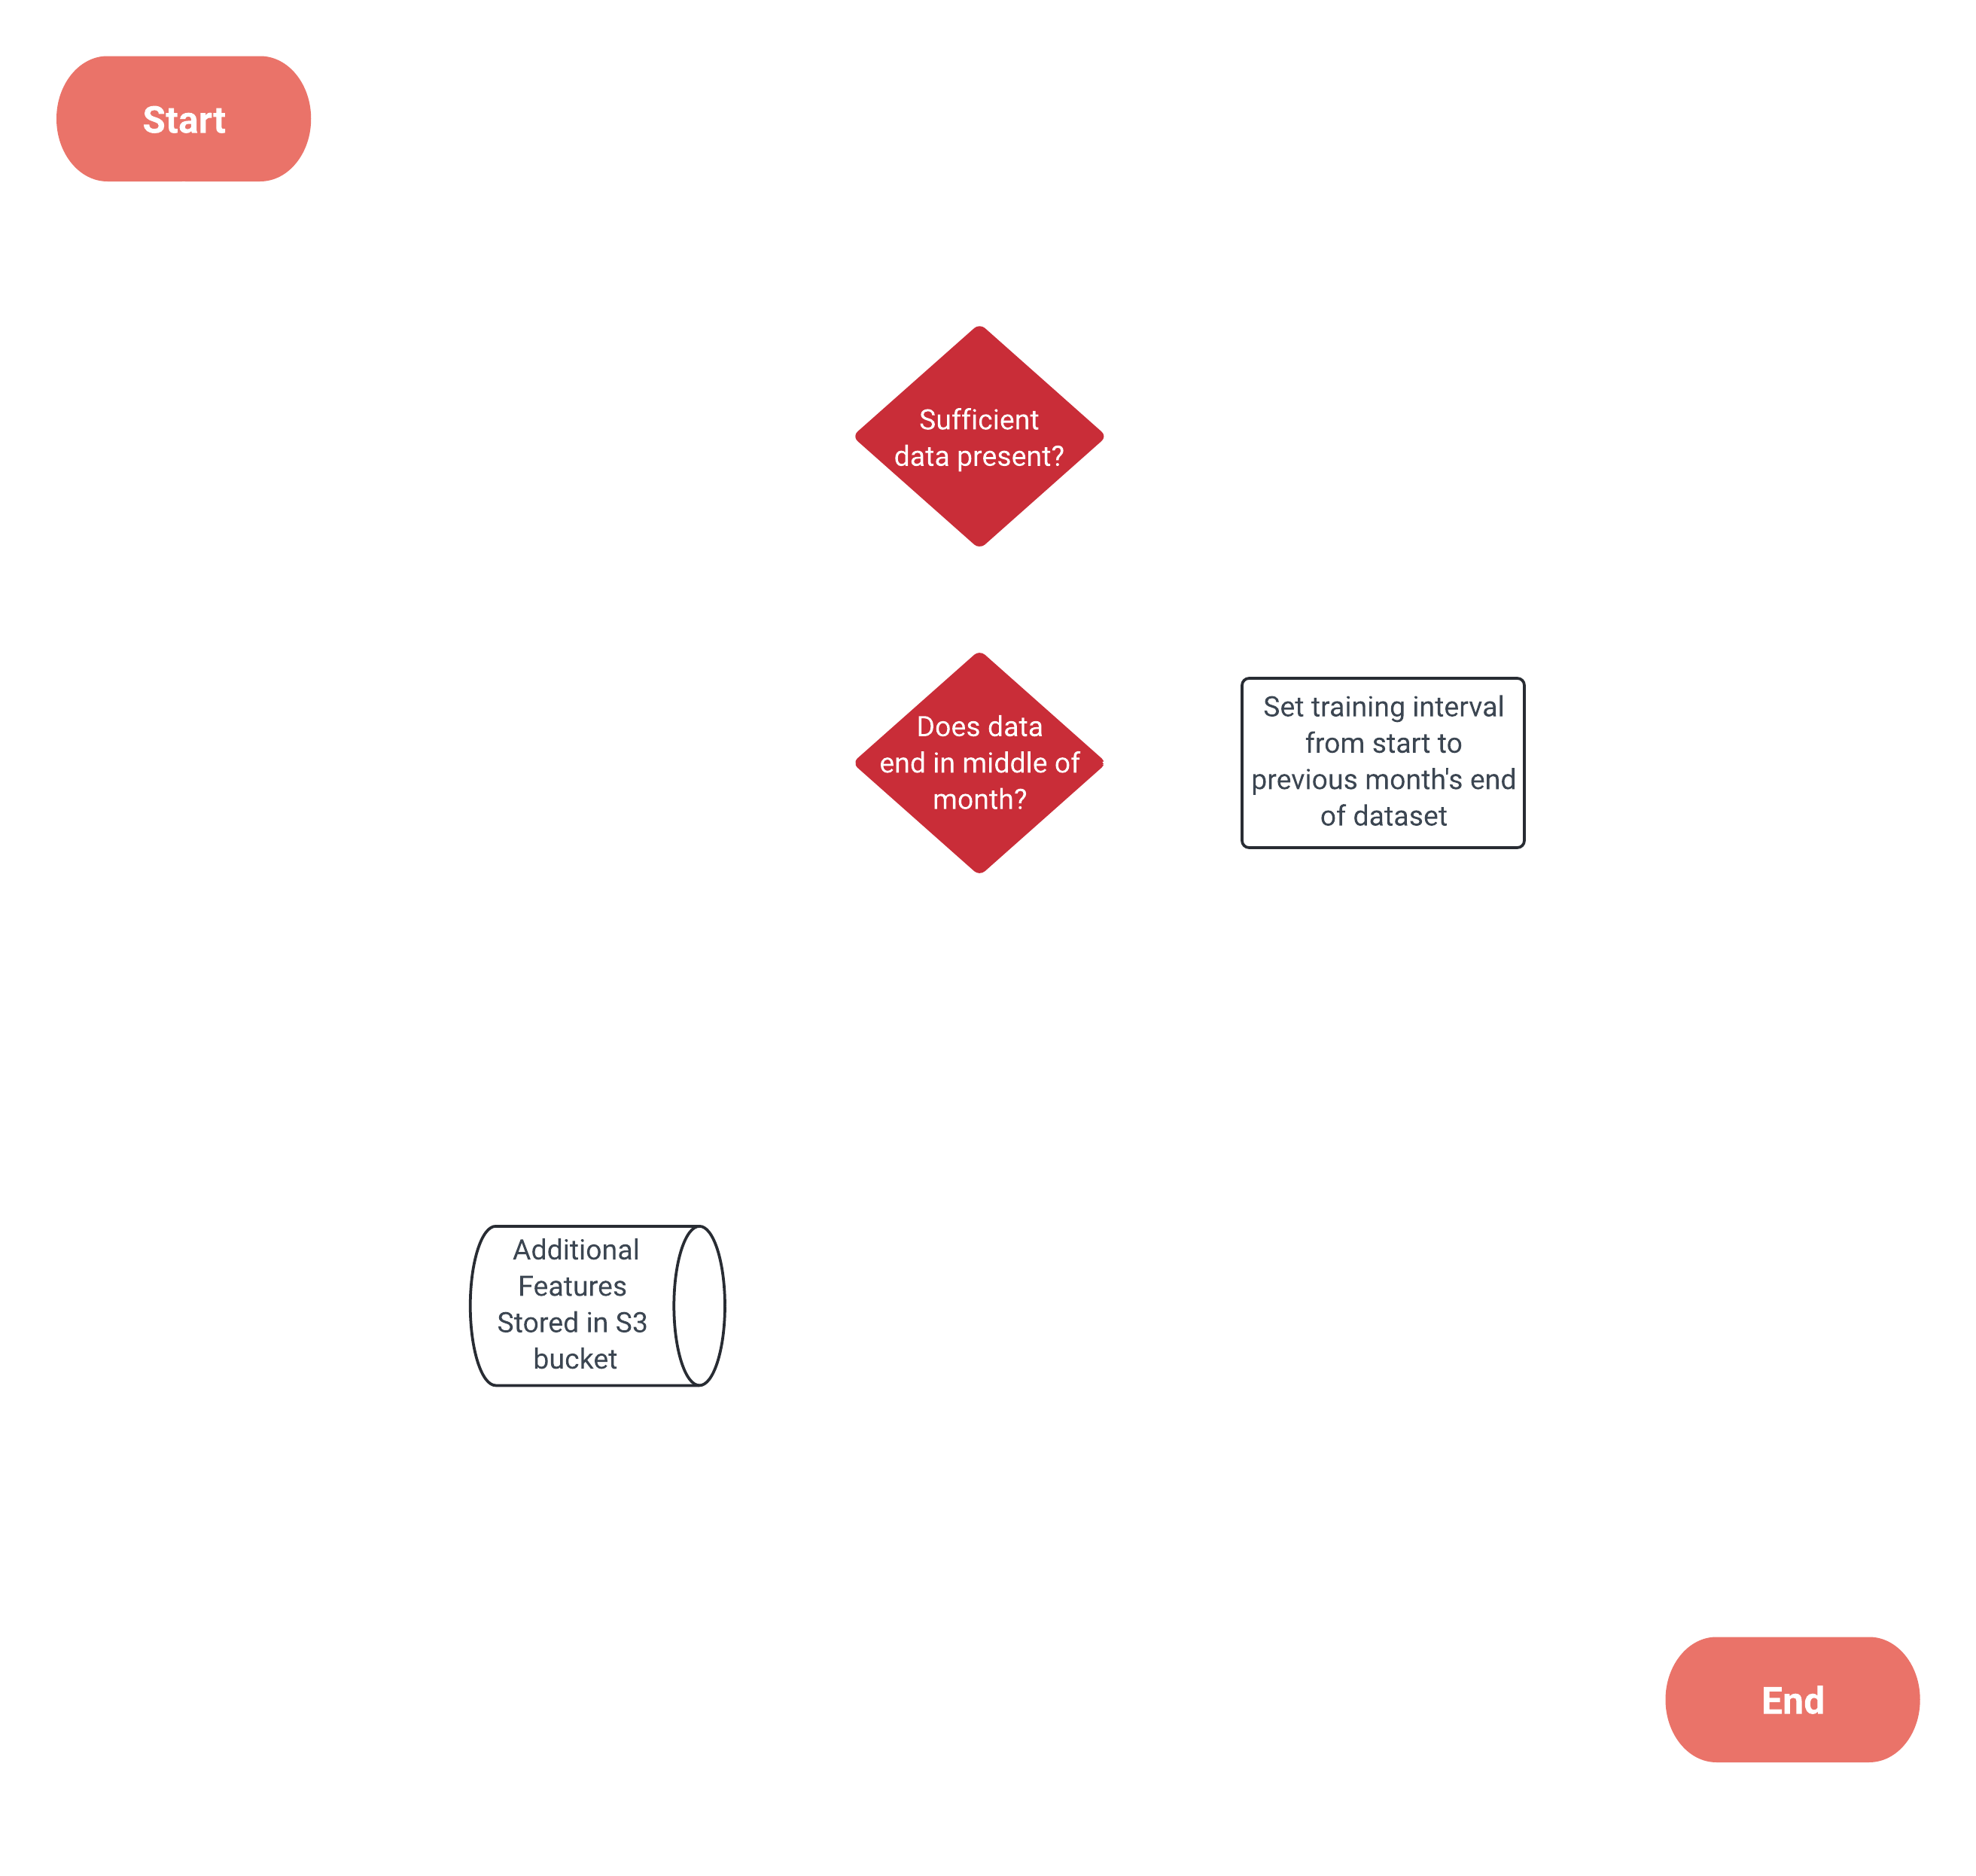 Start
Sufficient
data present?
Does data
end in middle of
month?
Set training interval
from start to
previous month's end
of dataset
Additional
Features
Stored in S3
bucket
End